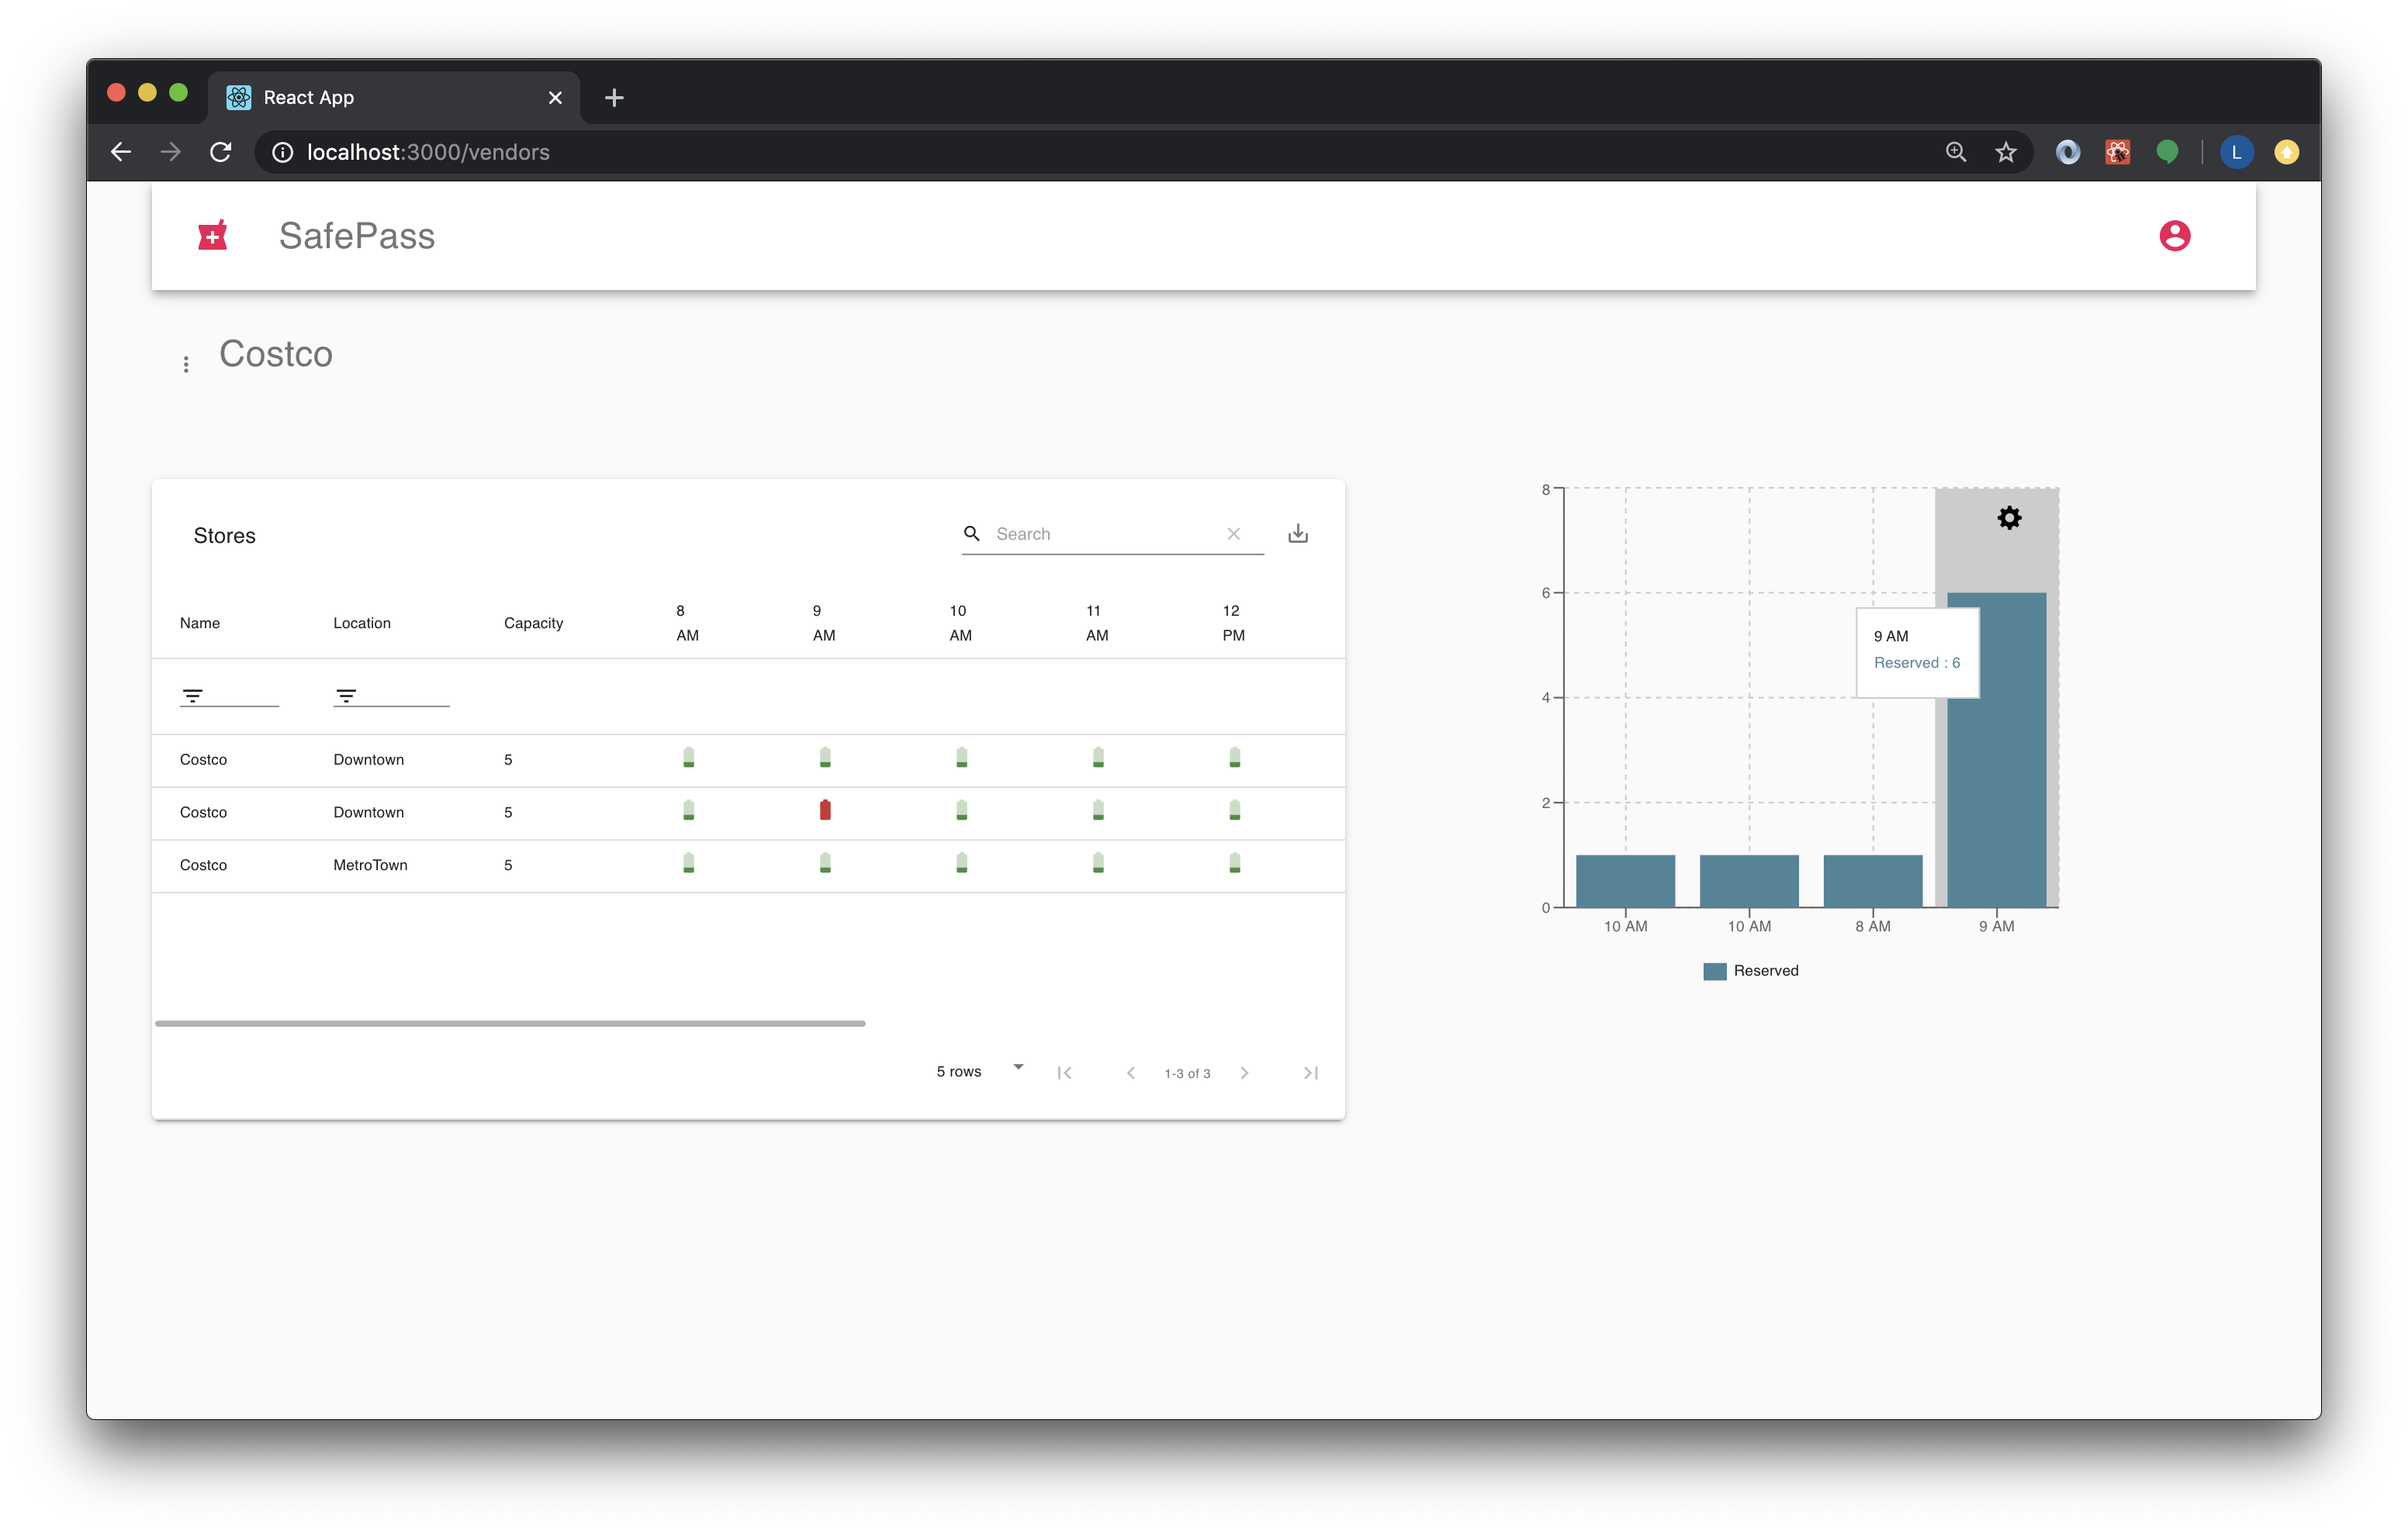 React App
localhost:3000/vendors
L
SafePass
Costco
Stores
Search
Name Location Capacity 8 AM 9 AM 10 AM 11 AM 12 PM
Costco Downtown 5
Costco Downtown 5
Costco MetroTown 5
5 rows 1-3 of 3
8
6
4
2
0
9 AM
Reserved : 6
10 AM 10 AM 8 AM 9 AM
Reserved